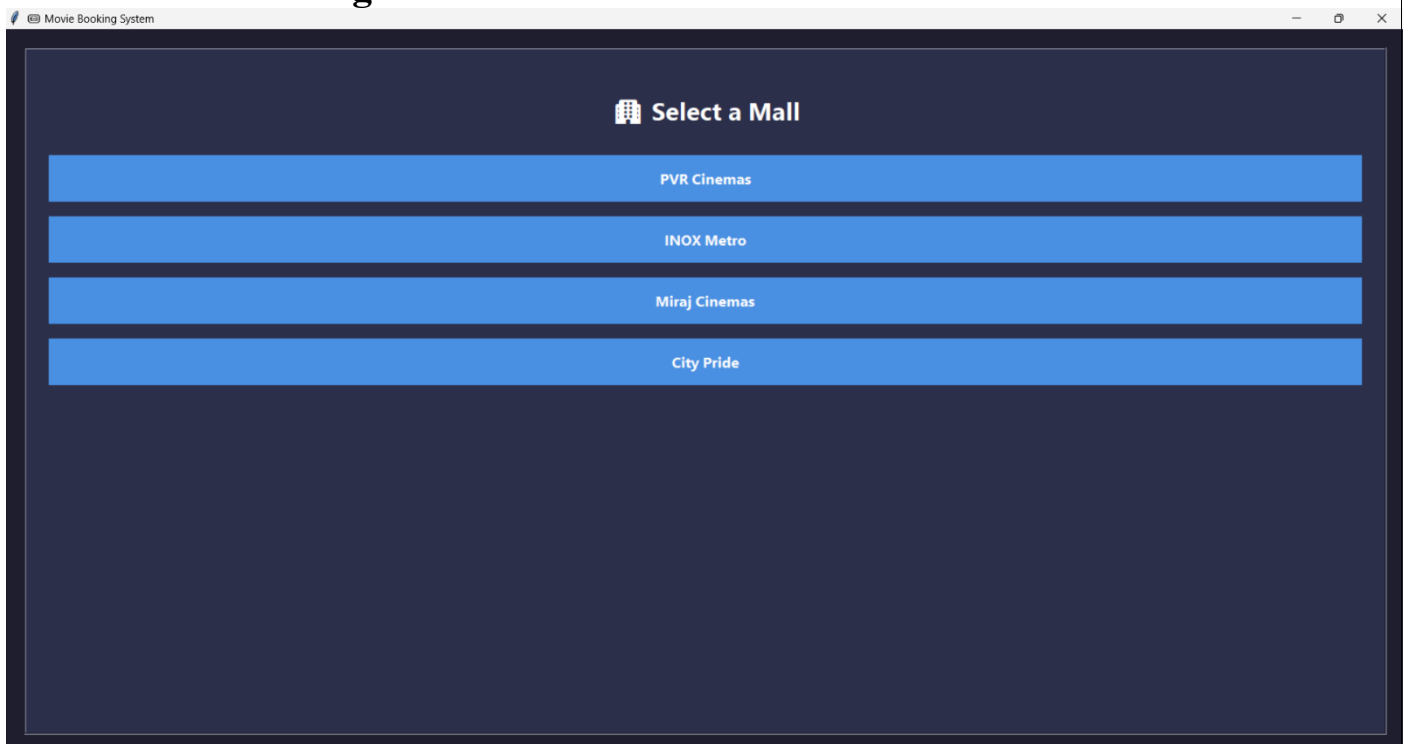 Movie Booking System
Select a Mall
PVR Cinemas
INOX Metro
Miraj Cinemas
City Pride